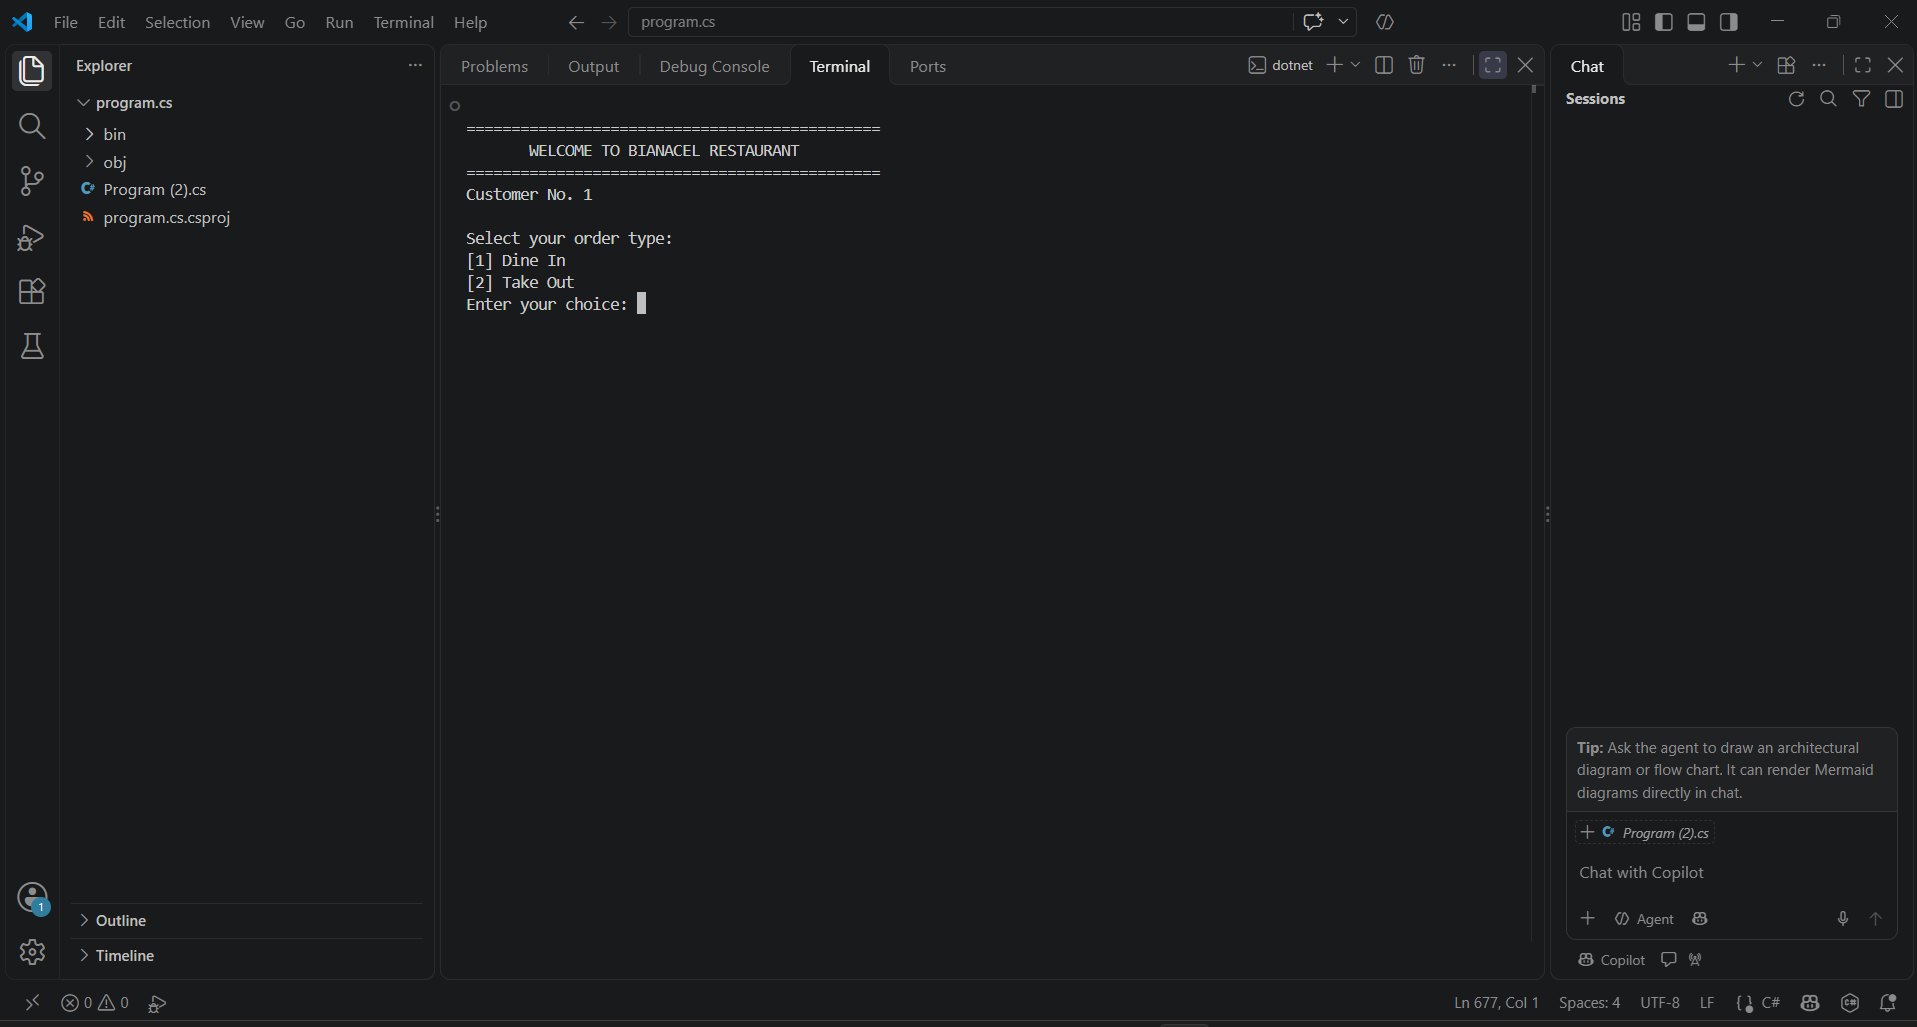 File Edit Selection View Go Run Terminal Help
program.cs
Explorer
program.cs
bin
obj
Program (2).cs
program.cs.csproj
Outline
Timeline
1
Problems Output Debug Console Terminal Ports
dotnet
==============================================
WELCOME TO BIANACEL RESTAURANT
==============================================
Customer No. 1
Select your order type:
[1] Dine In
[2] Take Out
Enter your choice:
Chat
Sessions
Tip: Ask the agent to draw an architectural
diagram or flow chart. It can render Mermaid
diagrams directly in chat.
Program (2).cs
Chat with Copilot
Agent
Copilot
0 0
Ln 677, Col 1 Spaces: 4 UTF-8 LF {} C#